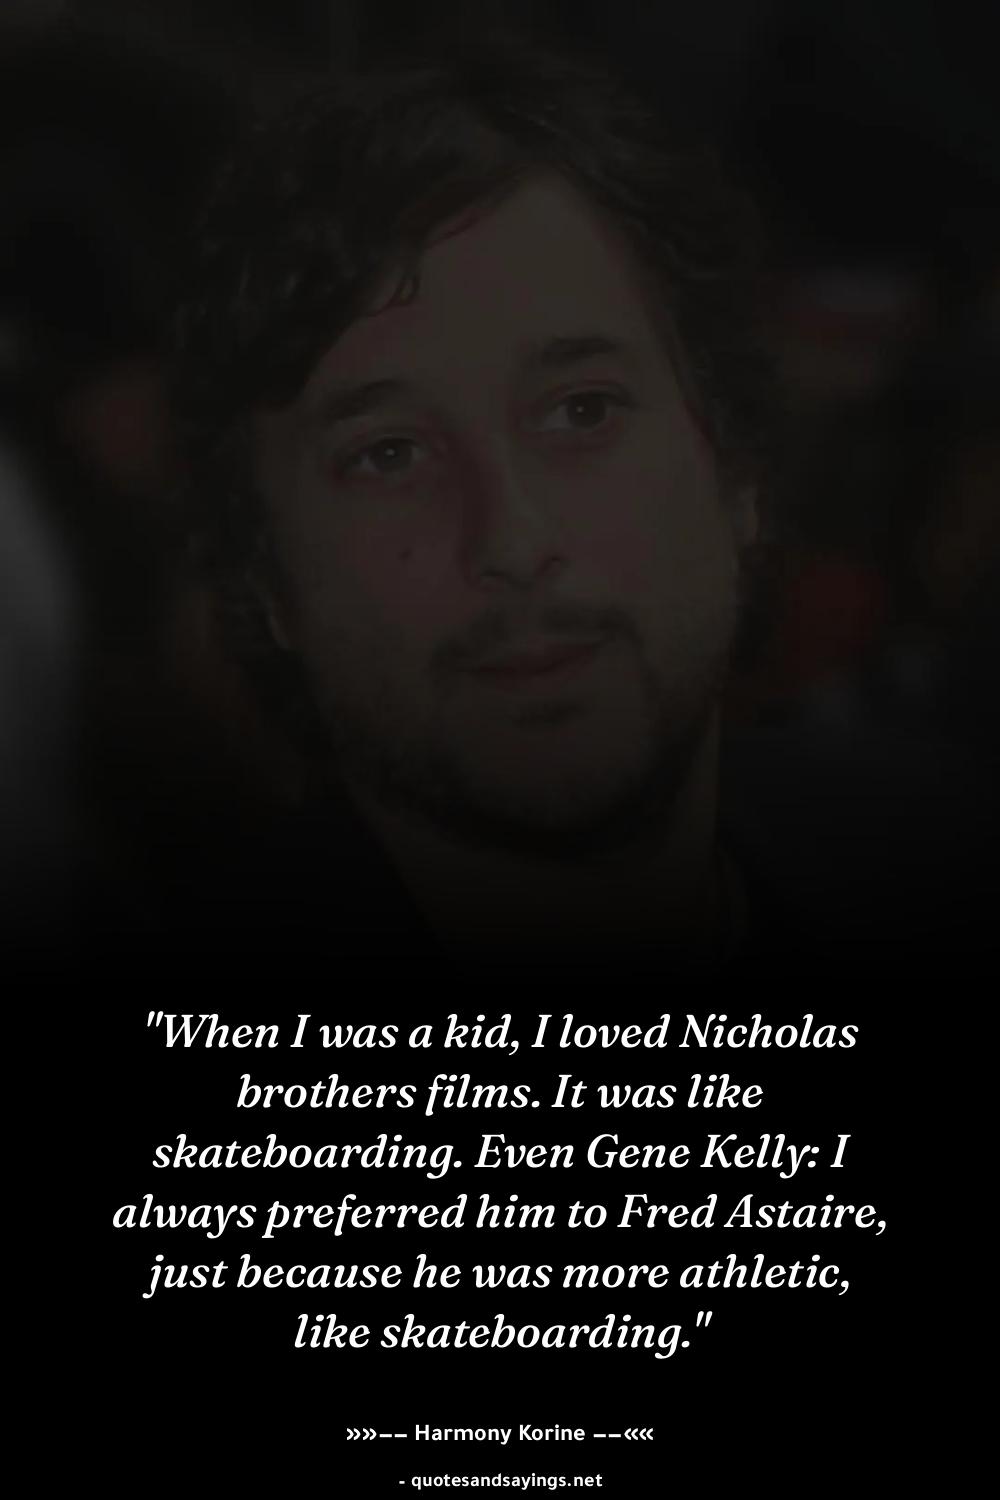 "When I was a kid, I loved Nicholas
brothers films. It was like
skateboarding. Even Gene Kelly: I
always preferred him to Fred Astaire,
just because he was more athletic,
like skateboarding."
»»–– Harmony Korine ––««
- quotesandsayings.net